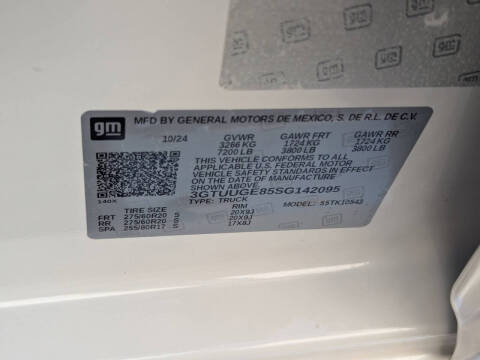 gm
MFD BY GENERAL MOTORS DE MEXICO, S. DE R.L. DE C.V.
10/24 GVWR GAWR FRT GAWR RR
3266 KG 1724 KG 1724 KG
7200 LB 3800 LB 3800 LB
THIS VEHICLE CONFORMS TO ALL
APPLICABLE U.S. FEDERAL MOTOR
VEHICLE SAFETY STANDARDS IN EFFECT
ON THE DATE OF MANUFACTURE SHOWN ABOVE.
3GTUUGE85SG142095
140X TYPE: TRUCK MODEL: S5TK10543
TIRE SIZE RIM
FRT 275/60R20 S 20X9J
RR 275/60R20 S 20X9J
SPA 255/80R17 S 17X8J